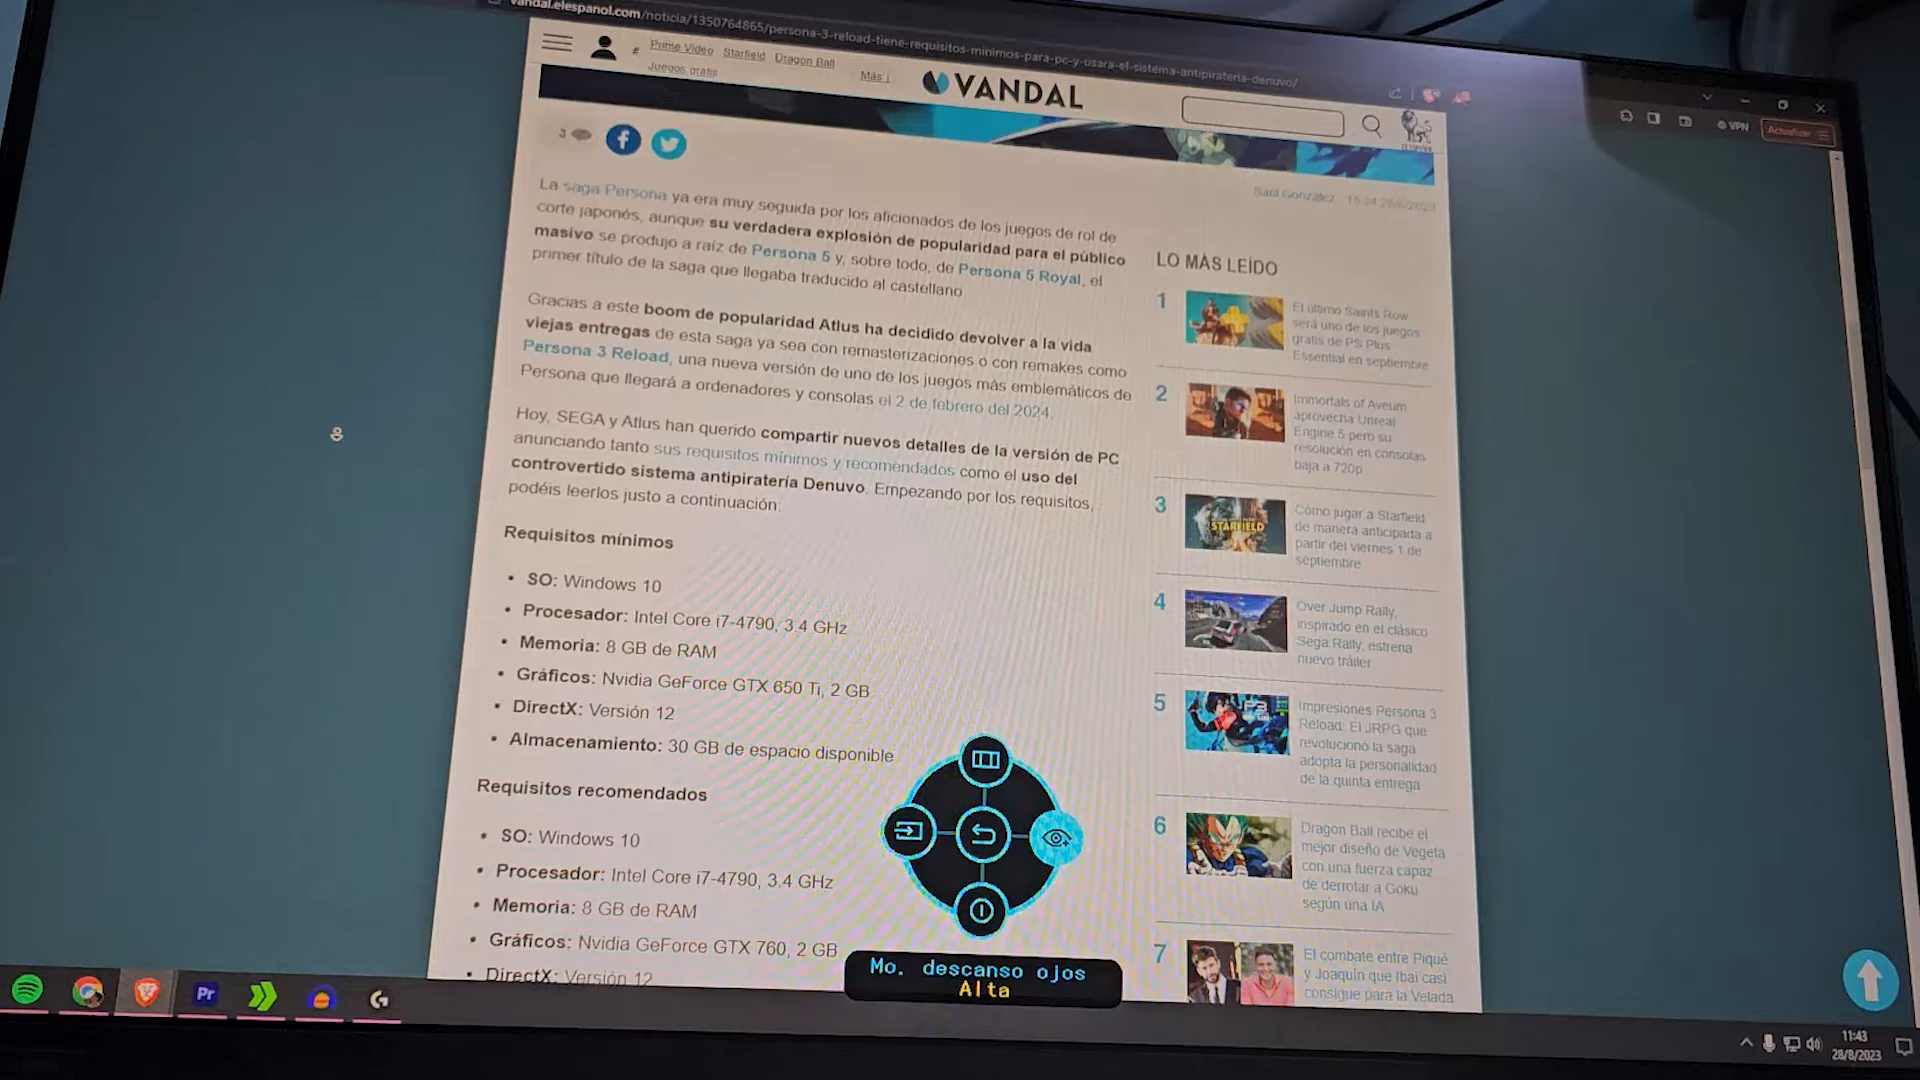 vandal.elespanol.com/noticia/1350764865/persona-3-reload-tiene-requisitos-minimos-para-pc-y-usara-el-sistema-antipirateria-denuvo/
Prime Video Starfield Dragon Ball
Juegos gratis Más
VANDAL
VPN
Actualizar
3
Saúl González 15:34 28/8/2023
La saga Persona ya era muy seguida por los aficionados de los juegos de rol de
corte japonés, aunque su verdadera explosión de popularidad para el público
masivo se produjo a raíz de Persona 5 y, sobre todo, de Persona 5 Royal, el
primer título de la saga que llegaba traducido al castellano
Gracias a este boom de popularidad Atlus ha decidido devolver a la vida
viejas entregas de esta saga ya sea con remasterizaciones o con remakes como
Persona 3 Reload, una nueva versión de uno de los juegos más emblemáticos de
Persona que llegará a ordenadores y consolas el 2 de febrero del 2024.
Hoy, SEGA y Atlus han querido compartir nuevos detalles de la versión de PC
anunciando tanto sus requisitos mínimos y recomendados como el uso del
controvertido sistema antipiratería Denuvo. Empezando por los requisitos,
podéis leerlos justo a continuación:
Requisitos mínimos
• SO: Windows 10
• Procesador: Intel Core i7-4790, 3.4 GHz
• Memoria: 8 GB de RAM
• Gráficos: Nvidia GeForce GTX 650 Ti, 2 GB
• DirectX: Versión 12
• Almacenamiento: 30 GB de espacio disponible
Requisitos recomendados
• SO: Windows 10
• Procesador: Intel Core i7-4790, 3.4 GHz
• Memoria: 8 GB de RAM
• Gráficos: Nvidia GeForce GTX 760, 2 GB
• DirectX: Versión 12
LO MÁS LEÍDO
1
El último Saints Row
será uno de los juegos
gratis de PS Plus
Essential en septiembre
2
Immortals of Aveum
aprovecha Unreal
Engine 5 pero su
resolución en consolas
baja a 720p
3
STARFIELD
Cómo jugar a Starfield
de manera anticipada a
partir del viernes 1 de
septiembre
4
Over Jump Rally,
inspirado en el clásico
Sega Rally, estrena
nuevo tráiler
5
P3
Impresiones Persona 3
Reload: El JRPG que
revolucionó la saga
adopta la personalidad
de la quinta entrega
6
Dragon Ball recibe el
mejor diseño de Vegeta
con una fuerza capaz
de derrotar a Goku
según una IA
7
El combate entre Piqué
y Joaquín que Ibai casi
consigue para la Velada
Mo. descanso ojos
Alta
Pr
11:43
28/8/2023